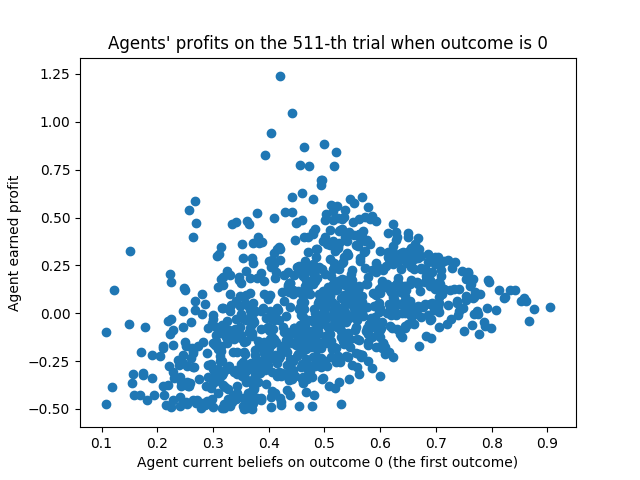 Agents' profits on the 511-th trial when outcome is 0
1.25
1.00
0.75
0.50
0.25
0.00
−0.25
−0.50
Agent earned profit
0.1 0.2 0.3 0.4 0.5 0.6 0.7 0.8 0.9
Agent current beliefs on outcome 0 (the first outcome)